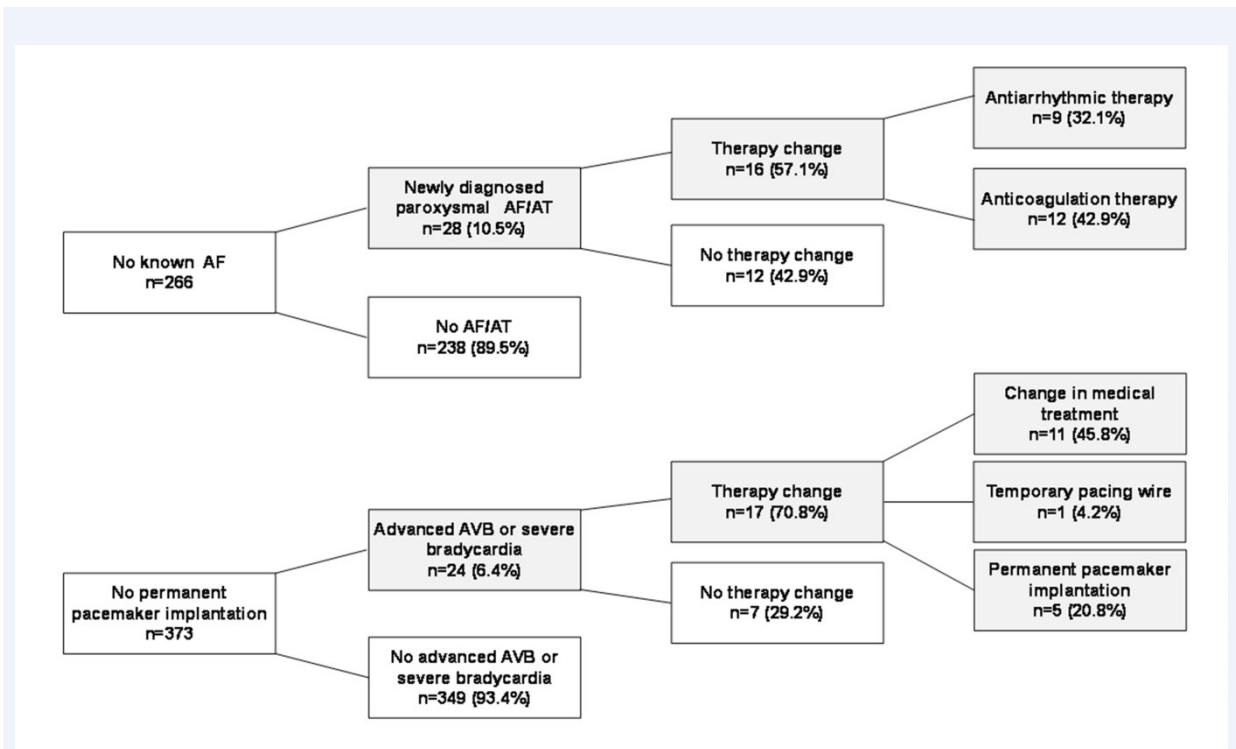 No known AF
n=266
Newly diagnosed
paroxysmal AF/AT
n=28 (10.5%)
No AF/AT
n=238 (89.5%)
Therapy change
n=16 (57.1%)
No therapy change
n=12 (42.9%)
Antiarrhythmic therapy
n=9 (32.1%)
Anticoagulation therapy
n=12 (42.9%)
No permanent
pacemaker implantation
n=373
Advanced AVB or severe
bradycardia
n=24 (6.4%)
No advanced AVB or
severe bradycardia
n=349 (93.4%)
Therapy change
n=17 (70.8%)
No therapy change
n=7 (29.2%)
Change in medical
treatment
n=11 (45.8%)
Temporary pacing wire
n=1 (4.2%)
Permanent pacemaker
implantation
n=5 (20.8%)